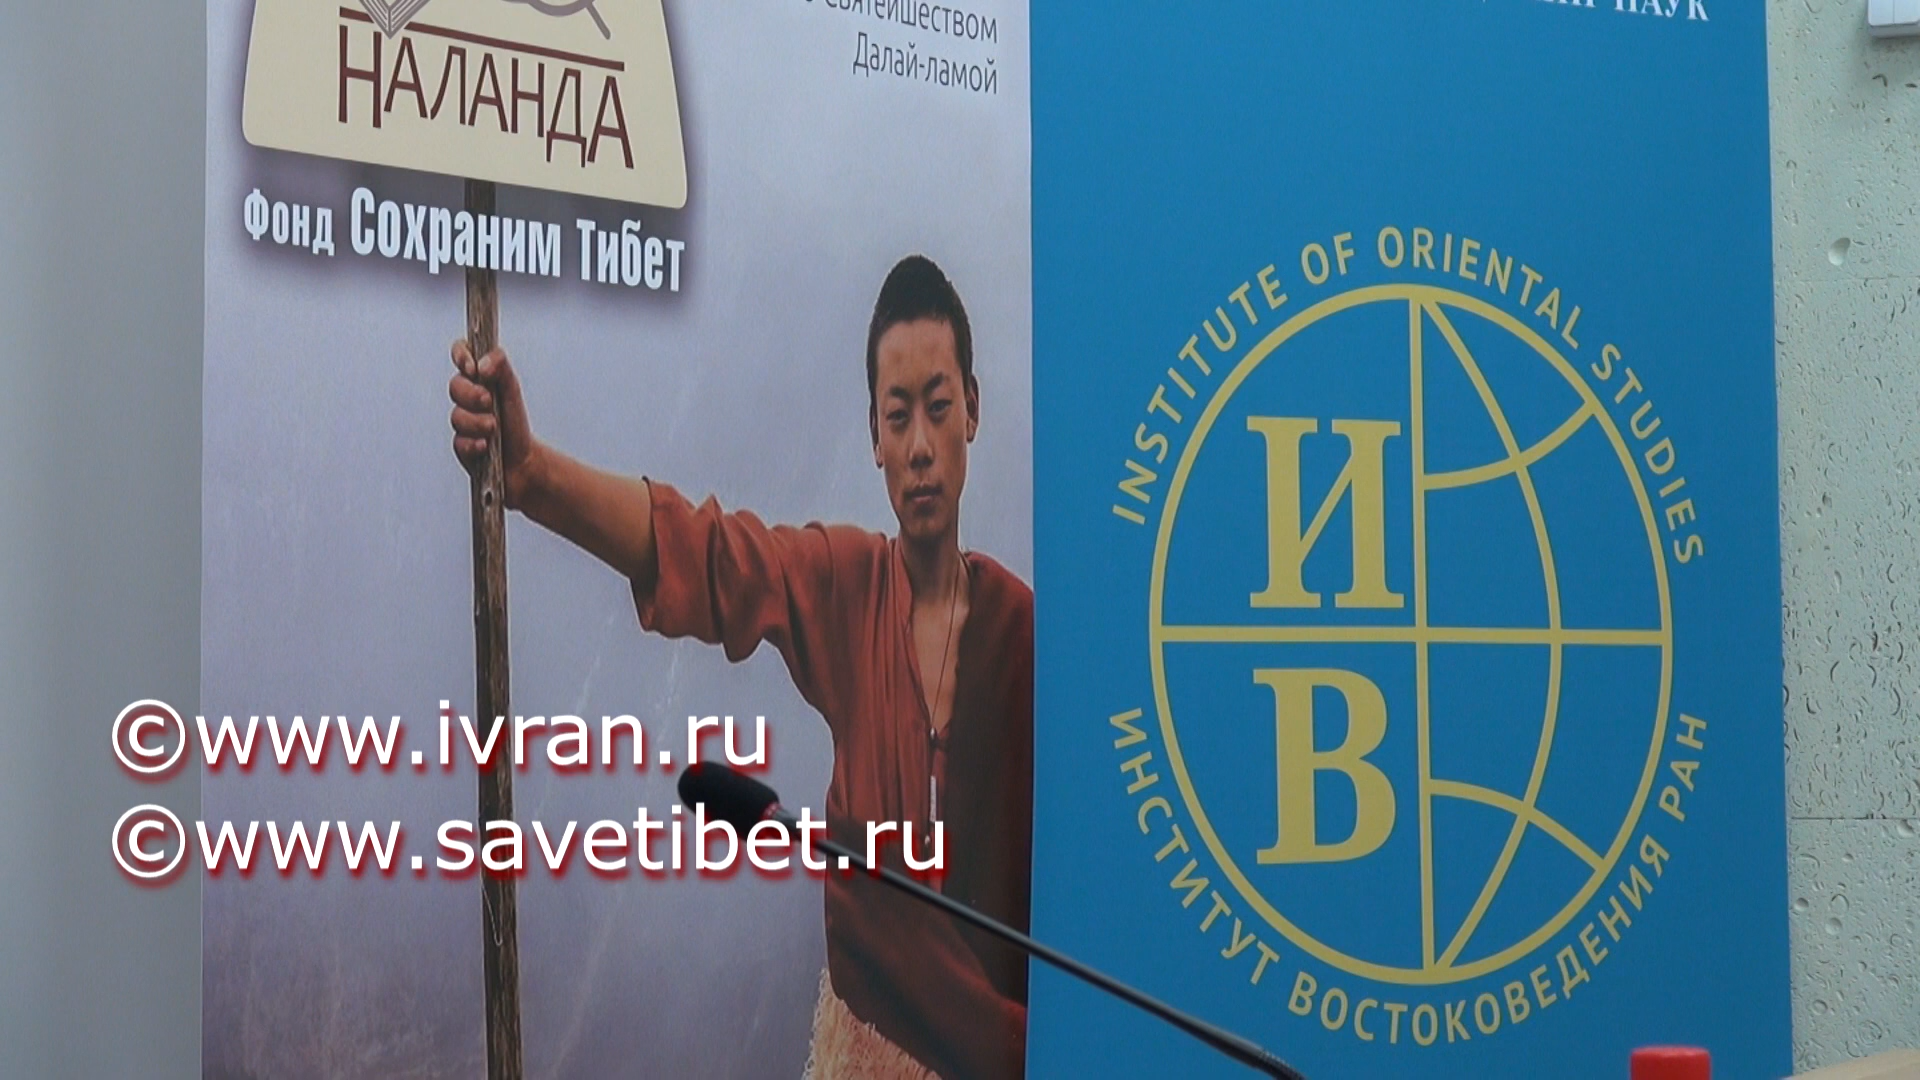 НАЛАНДА
Фонд Сохраним Тибет
Святейшеством
Далай-ламой
НАУК
INSTITUTE OF ORIENTAL STUDIES
И
В
ИНСТИТУТ ВОСТОКОВЕДЕНИЯ РАН
©www.ivran.ru
©www.savetibet.ru